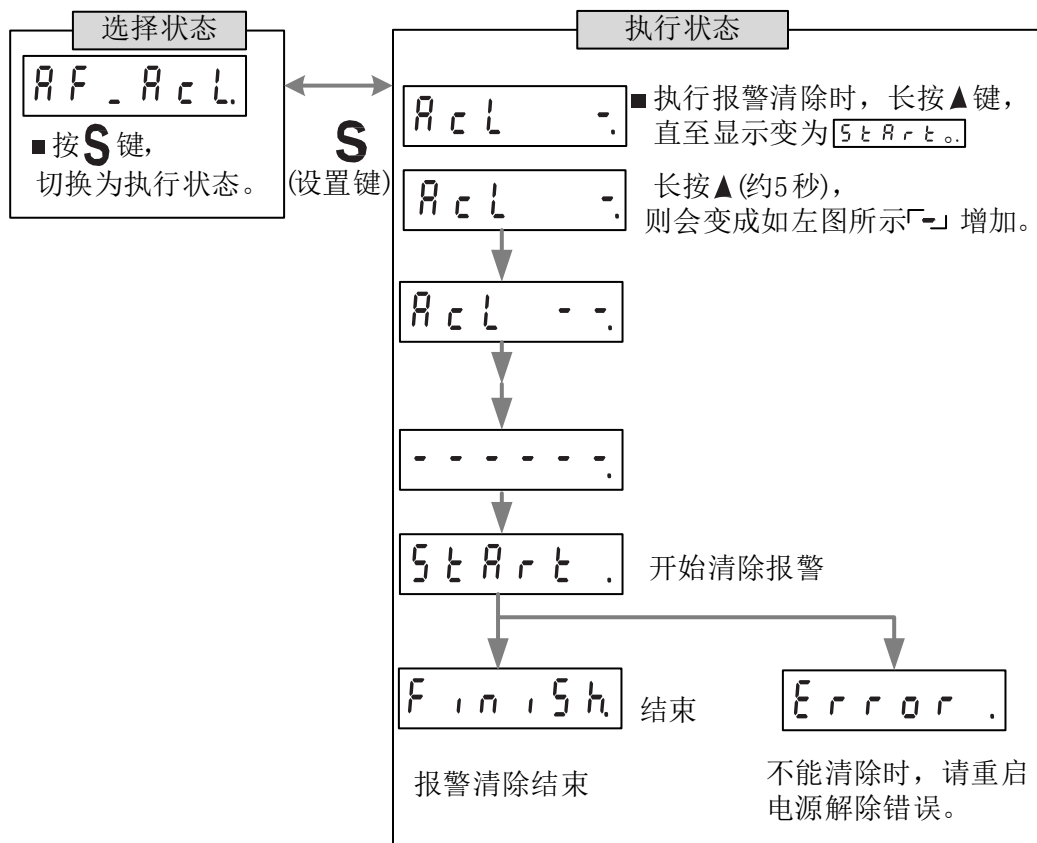 选择状态
AF_AcL.
■按S键,
切换为执行状态。
S
(设置键)
执行状态
AcL -.
■执行报警清除时，长按▲键，
直至显示变为StArt。.
AcL -.
长按▲(约5秒)，
则会变成如左图所示「-」增加。
AcL --.
------.
StArt .
开始清除报警
FiniSh.
结束
报警清除结束
Error .
不能清除时，请重启
电源解除错误。